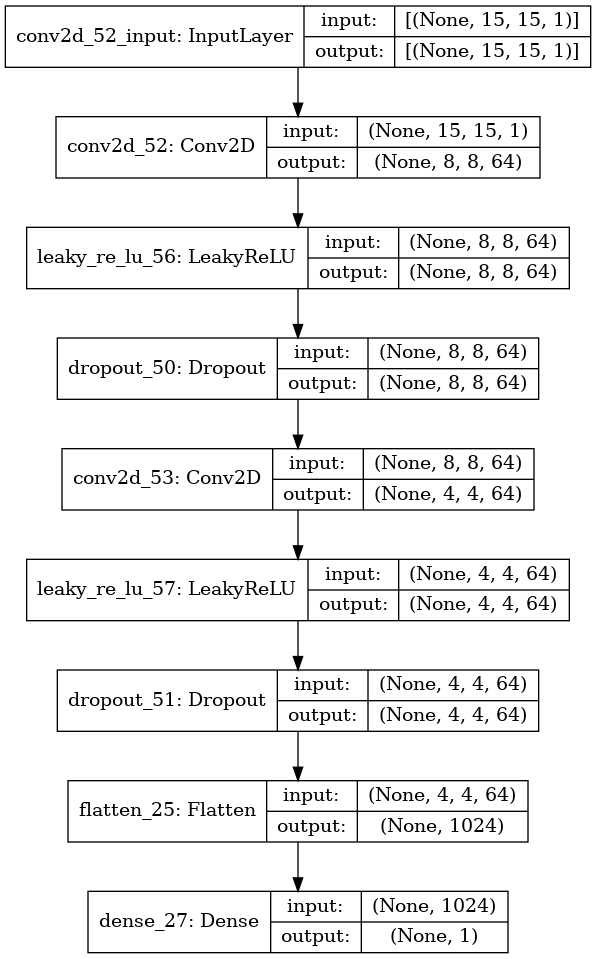 conv2d_52_input: InputLayer
input: [(None, 15, 15, 1)]
output: [(None, 15, 15, 1)]
conv2d_52: Conv2D
input: (None, 15, 15, 1)
output: (None, 8, 8, 64)
leaky_re_lu_56: LeakyReLU
input: (None, 8, 8, 64)
output: (None, 8, 8, 64)
dropout_50: Dropout
input: (None, 8, 8, 64)
output: (None, 8, 8, 64)
conv2d_53: Conv2D
input: (None, 8, 8, 64)
output: (None, 4, 4, 64)
leaky_re_lu_57: LeakyReLU
input: (None, 4, 4, 64)
output: (None, 4, 4, 64)
dropout_51: Dropout
input: (None, 4, 4, 64)
output: (None, 4, 4, 64)
flatten_25: Flatten
input: (None, 4, 4, 64)
output: (None, 1024)
dense_27: Dense
input: (None, 1024)
output: (None, 1)